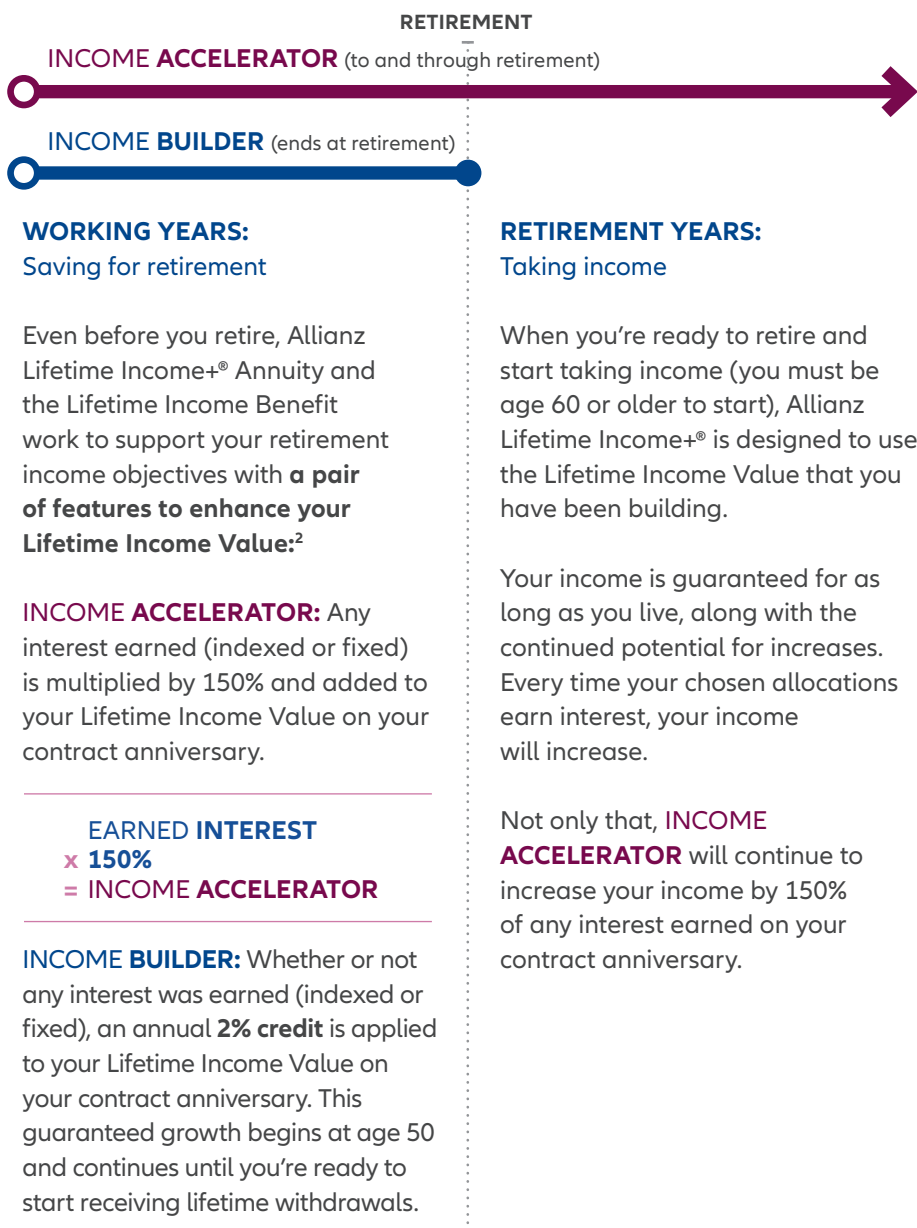 RETIREMENT
INCOME ACCELERATOR (to and through retirement)
INCOME BUILDER (ends at retirement)
WORKING YEARS:
Saving for retirement
Even before you retire, Allianz
Lifetime Income+® Annuity and
the Lifetime Income Benefit
work to support your retirement
income objectives with a pair
of features to enhance your
Lifetime Income Value:2
INCOME ACCELERATOR: Any
interest earned (indexed or fixed)
is multiplied by 150% and added to
your Lifetime Income Value on your
contract anniversary.
EARNED INTEREST
x 150%
= INCOME ACCELERATOR
INCOME BUILDER: Whether or not
any interest was earned (indexed or
fixed), an annual 2% credit is applied
to your Lifetime Income Value on
your contract anniversary. This
guaranteed growth begins at age 50
and continues until you’re ready to
start receiving lifetime withdrawals.
RETIREMENT YEARS:
Taking income
When you’re ready to retire and
start taking income (you must be
age 60 or older to start), Allianz
Lifetime Income+® is designed to use
the Lifetime Income Value that you
have been building.
Your income is guaranteed for as
long as you live, along with the
continued potential for increases.
Every time your chosen allocations
earn interest, your income
will increase.
Not only that, INCOME
ACCELERATOR will continue to
increase your income by 150%
of any interest earned on your
contract anniversary.